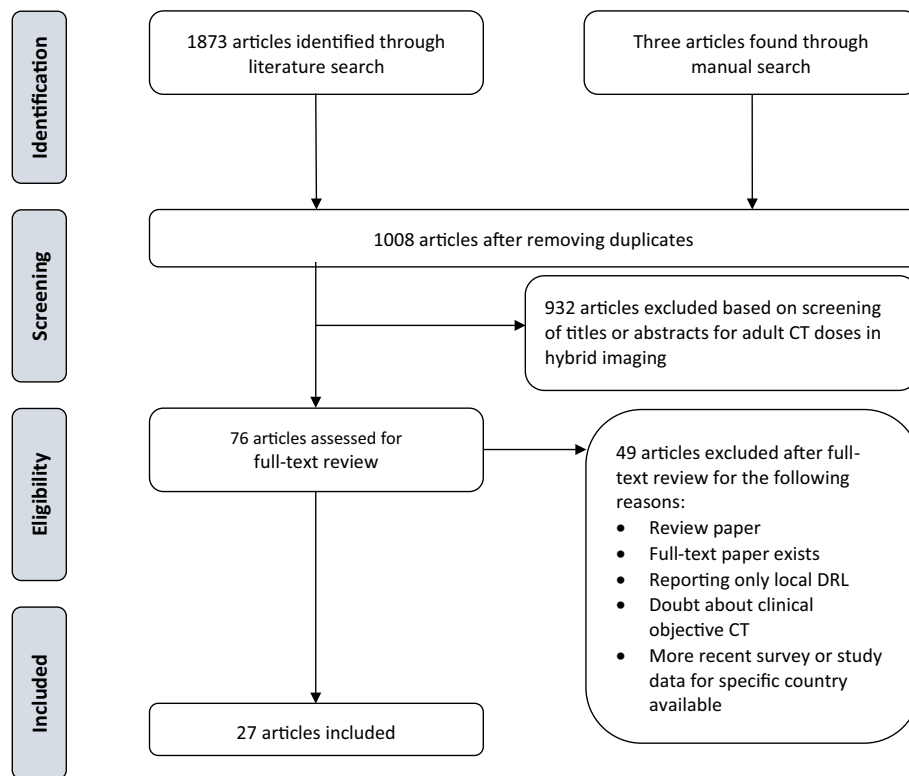 Identification
1873 articles identified through
literature search
Three articles found through
manual search
Screening
1008 articles after removing duplicates
932 articles excluded based on screening
of titles or abstracts for adult CT doses in
hybrid imaging
Eligibility
76 articles assessed for
full-text review
49 articles excluded after full-
text review for the following
reasons:
• Review paper
• Full-text paper exists
• Reporting only local DRL
• Doubt about clinical
objective CT
• More recent survey or study
data for specific country
available
Included
27 articles included